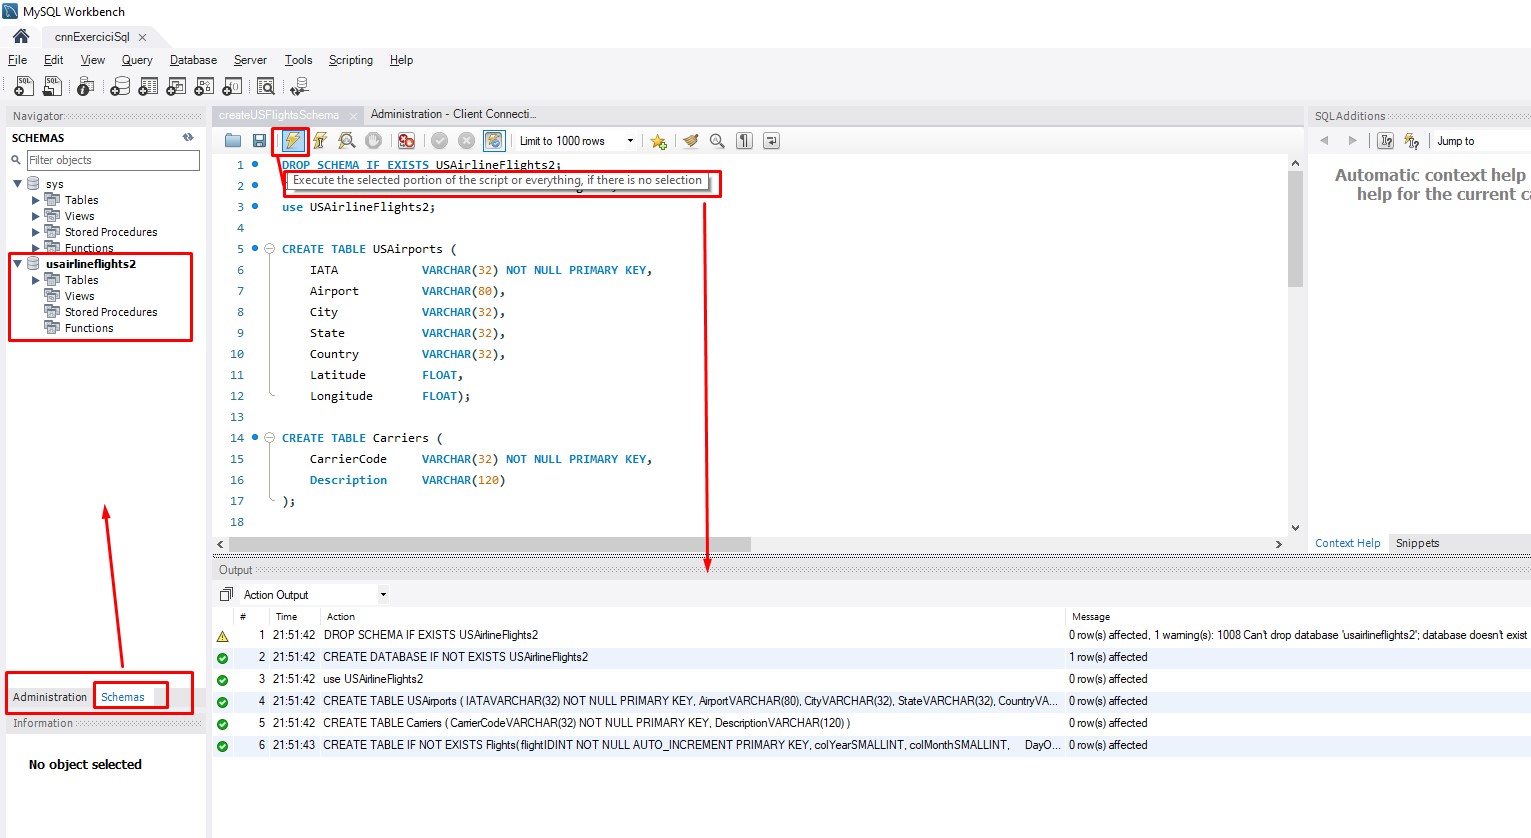 MySQL Workbench
cnnExerciciSql
File Edit View Query Database Server Tools Scripting Help
Navigator
SCHEMAS
Filter objects
sys
Tables
Views
Stored Procedures
Functions
usairlineflights2
Tables
Views
Stored Procedures
Functions
Administration Schemas
Information
No object selected
createUSFlightsSchema Administration - Client Connecti...
Limit to 1000 rows
1 DROP SCHEMA IF EXISTS USAirlineFlights2;
Execute the selected portion of the script or everything, if there is no selection
2
3 use USAirlineFlights2;
4
5 CREATE TABLE USAirports (
6 IATA VARCHAR(32) NOT NULL PRIMARY KEY,
7 Airport VARCHAR(80),
8 City VARCHAR(32),
9 State VARCHAR(32),
10 Country VARCHAR(32),
11 Latitude FLOAT,
12 Longitude FLOAT);
13
14 CREATE TABLE Carriers (
15 CarrierCode VARCHAR(32) NOT NULL PRIMARY KEY,
16 Description VARCHAR(120)
17 );
18
SQLAdditions
Jump to
Automatic context help
help for the current ca
Context Help Snippets
Output
Action Output
# Time Action Message
1 21:51:42 DROP SCHEMA IF EXISTS USAirlineFlights2 0 row(s) affected, 1 warning(s): 1008 Can't drop database 'usairlineflights2'; database doesn't exist
2 21:51:42 CREATE DATABASE IF NOT EXISTS USAirlineFlights2 1 row(s) affected
3 21:51:42 use USAirlineFlights2 0 row(s) affected
4 21:51:42 CREATE TABLE USAirports ( IATAVARCHAR(32) NOT NULL PRIMARY KEY, AirportVARCHAR(80), CityVARCHAR(32), StateVARCHAR(32), CountryVA... 0 row(s) affected
5 21:51:42 CREATE TABLE Carriers ( CarrierCodeVARCHAR(32) NOT NULL PRIMARY KEY, DescriptionVARCHAR(120) ) 0 row(s) affected
6 21:51:43 CREATE TABLE IF NOT EXISTS Flights( flightIDINT NOT NULL AUTO_INCREMENT PRIMARY KEY, colYearSMALLINT, colMonthSMALLINT, DayO... 0 row(s) affected